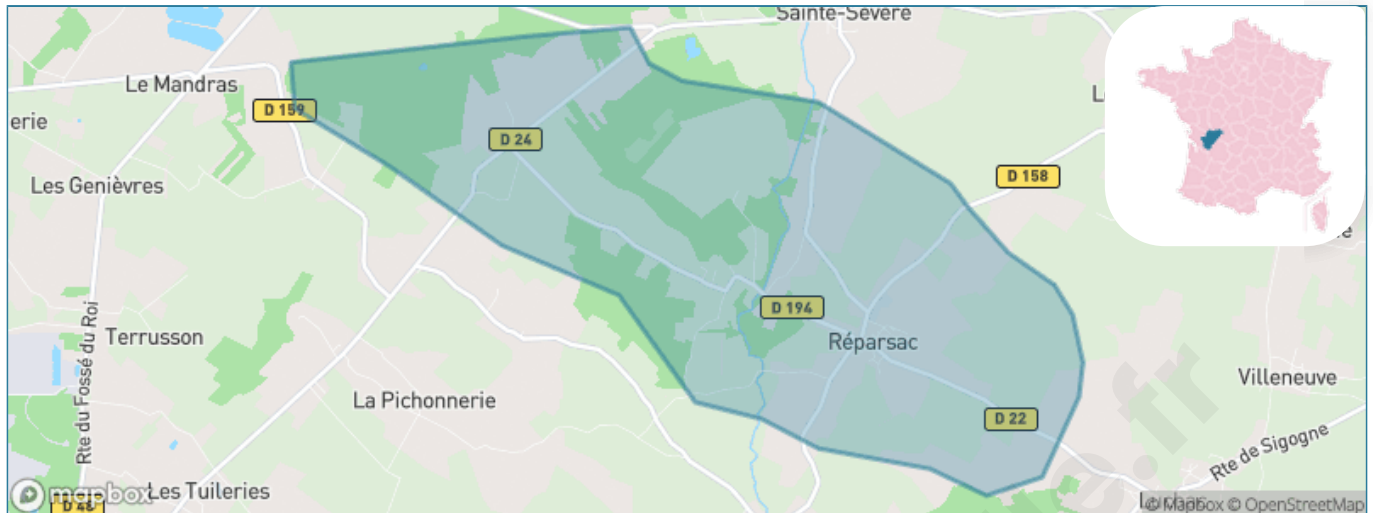 Sainte-Sévère
Le Mandras
D 159
erie
D 24
Les Genièvres
D 158
D 194
Terrusson
Réparsac
Rte du Fossé du Roi
Villeneuve
La Pichonnerie
D 22
Rte de Sigogne
Les Tuileries
mapbox
D 48
© Mapbox © OpenStreetMap